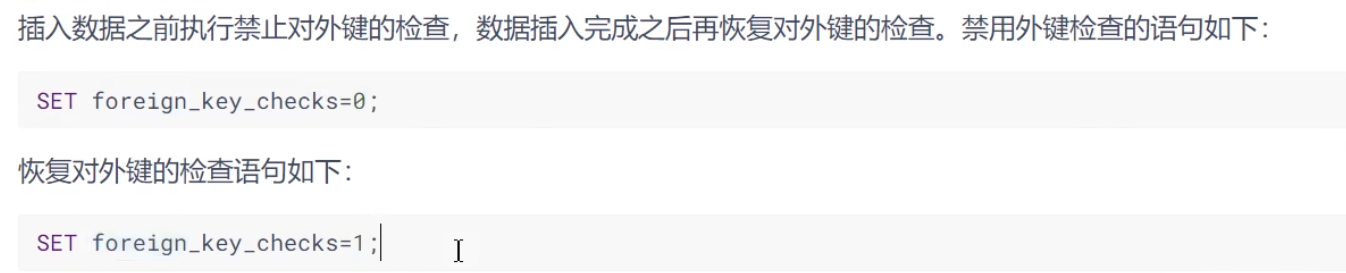 插入数据之前执行禁止对外键的检查，数据插入完成之后再恢复对外键的检查。禁用外键检查的语句如下：
SET foreign_key_checks=0;
恢复对外键的检查语句如下：
SET foreign_key_checks=1;